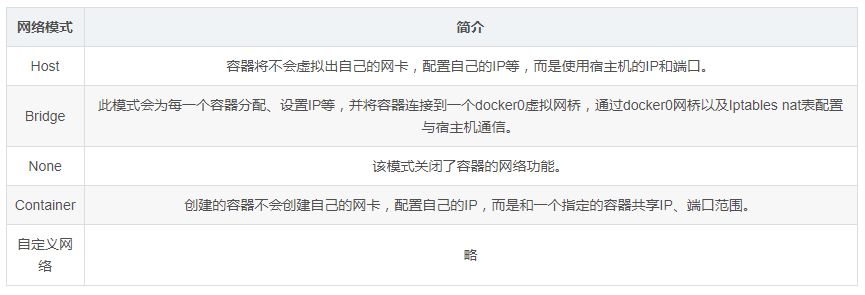 网络模式
简介
Host
容器将不会虚拟出自己的网卡，配置自己的IP等，而是使用宿主机的IP和端口。
Bridge
此模式会为每一个容器分配、设置IP等，并将容器连接到一个docker0虚拟网桥，通过docker0网桥以及Iptables nat表配置
与宿主机通信。
None
该模式关闭了容器的网络功能。
Container
创建的容器不会创建自己的网卡，配置自己的IP，而是和一个指定的容器共享IP、端口范围。
自定义网
络
略